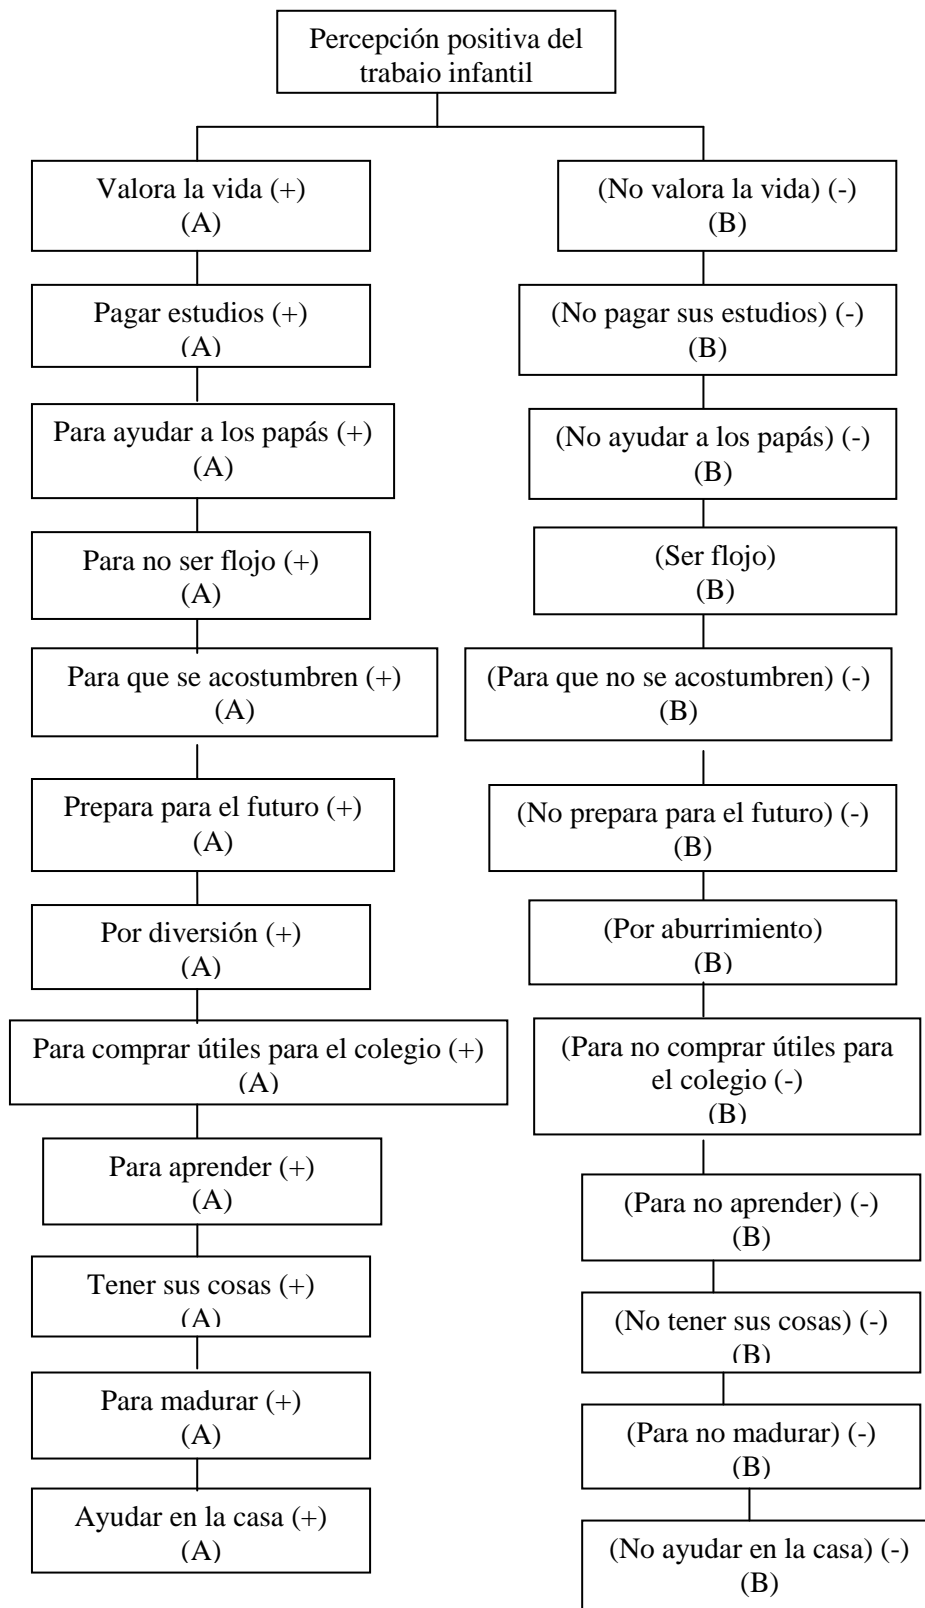 Percepción positiva del
trabajo infantil
Valora la vida (+)
(A)
(No valora la vida) (-)
(B)
Pagar estudios (+)
(A)
(No pagar sus estudios) (-)
(B)
Para ayudar a los papás (+)
(A)
(No ayudar a los papás) (-)
(B)
Para no ser flojo (+)
(A)
(Ser flojo)
(B)
Para que se acostumbren (+)
(A)
(Para que no se acostumbren) (-)
(B)
Prepara para el futuro (+)
(A)
(No prepara para el futuro) (-)
(B)
Por diversión (+)
(A)
(Por aburrimiento)
(B)
Para comprar útiles para el colegio (+)
(A)
(Para no comprar útiles para
el colegio (-)
(B)
Para aprender (+)
(A)
(Para no aprender) (-)
(B)
Tener sus cosas (+)
(A)
(No tener sus cosas) (-)
(B)
Para madurar (+)
(A)
(Para no madurar) (-)
(B)
Ayudar en la casa (+)
(A)
(No ayudar en la casa) (-)
(B)